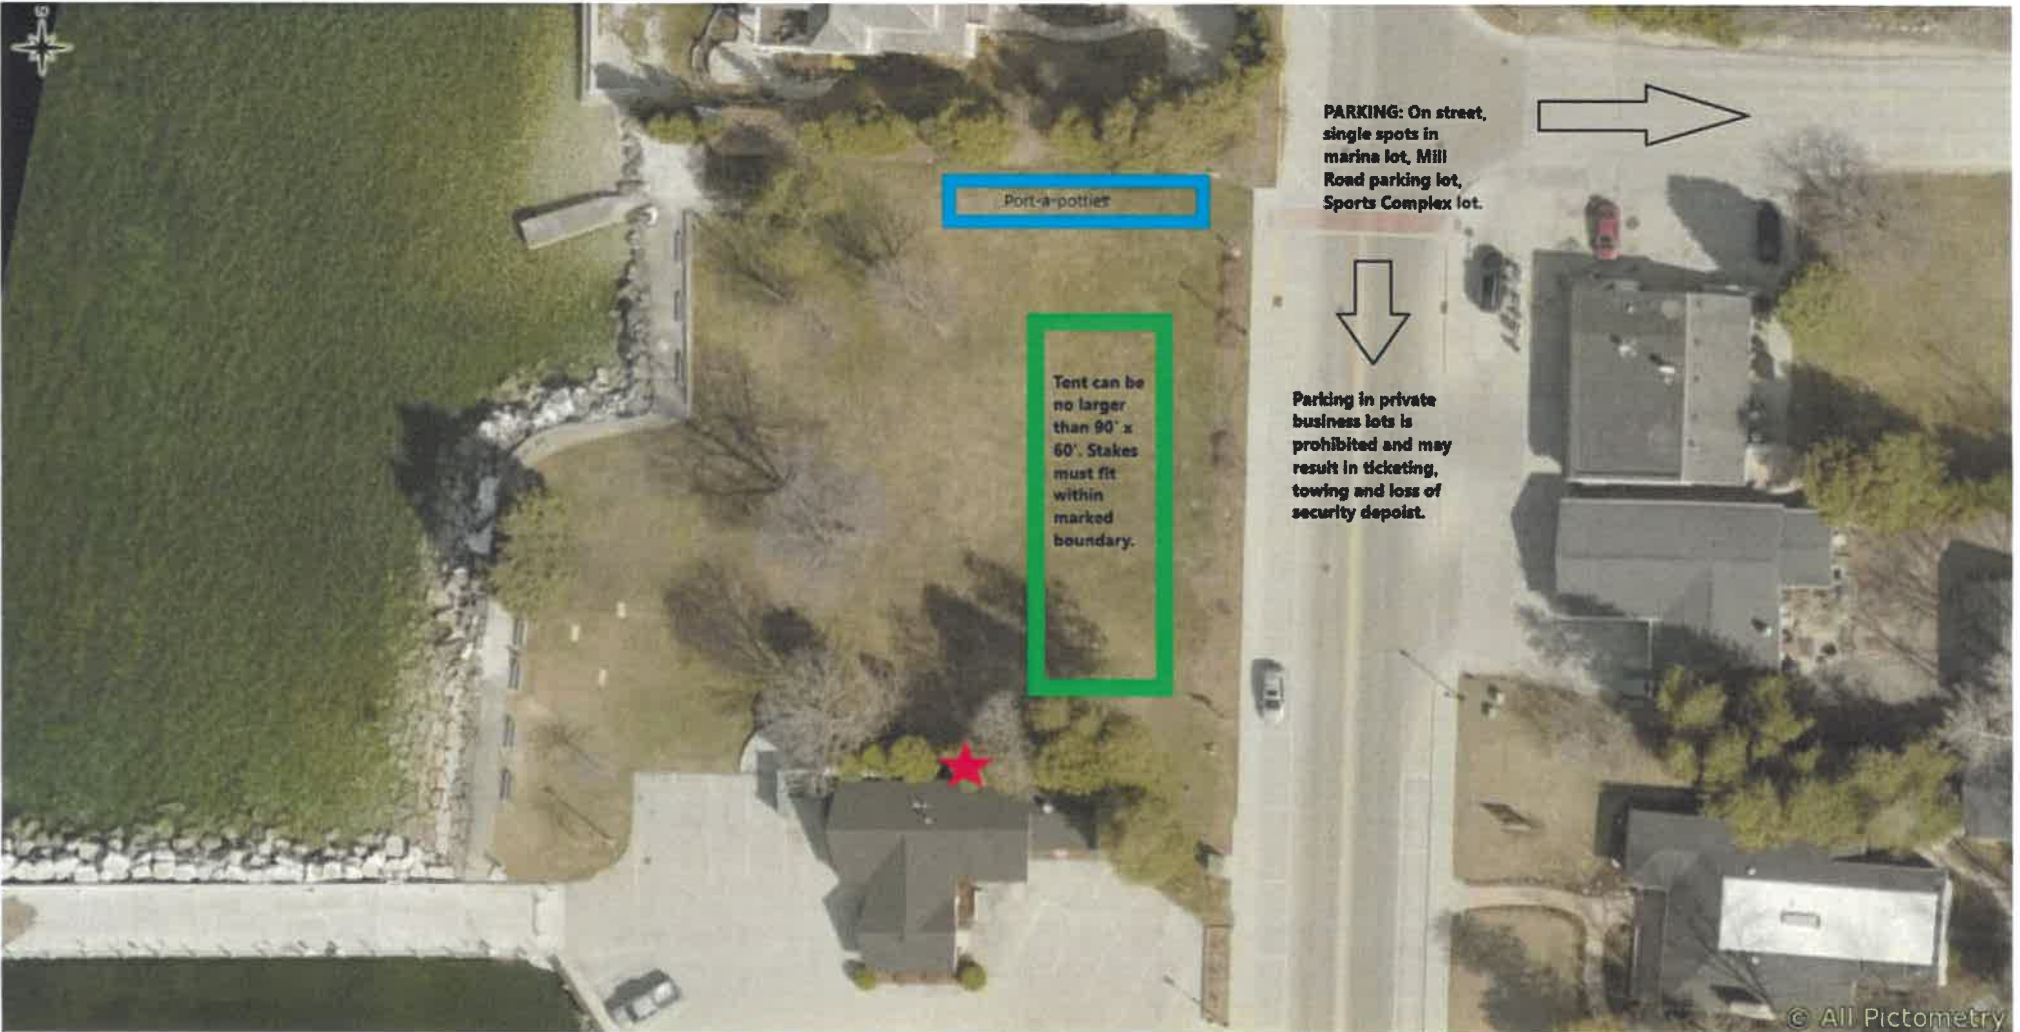 PARKING: On street,
single spots in
marina lot, Mill
Road parking lot,
Sports Complex lot.
Port-a-potties
Tent can be
no larger
than 90' x
60'. Stakes
must fit
within
marked
boundary.
Parking in private
business lots is
prohibited and may
result in ticketing,
towing and loss of
security depoist.
© All Pictometry